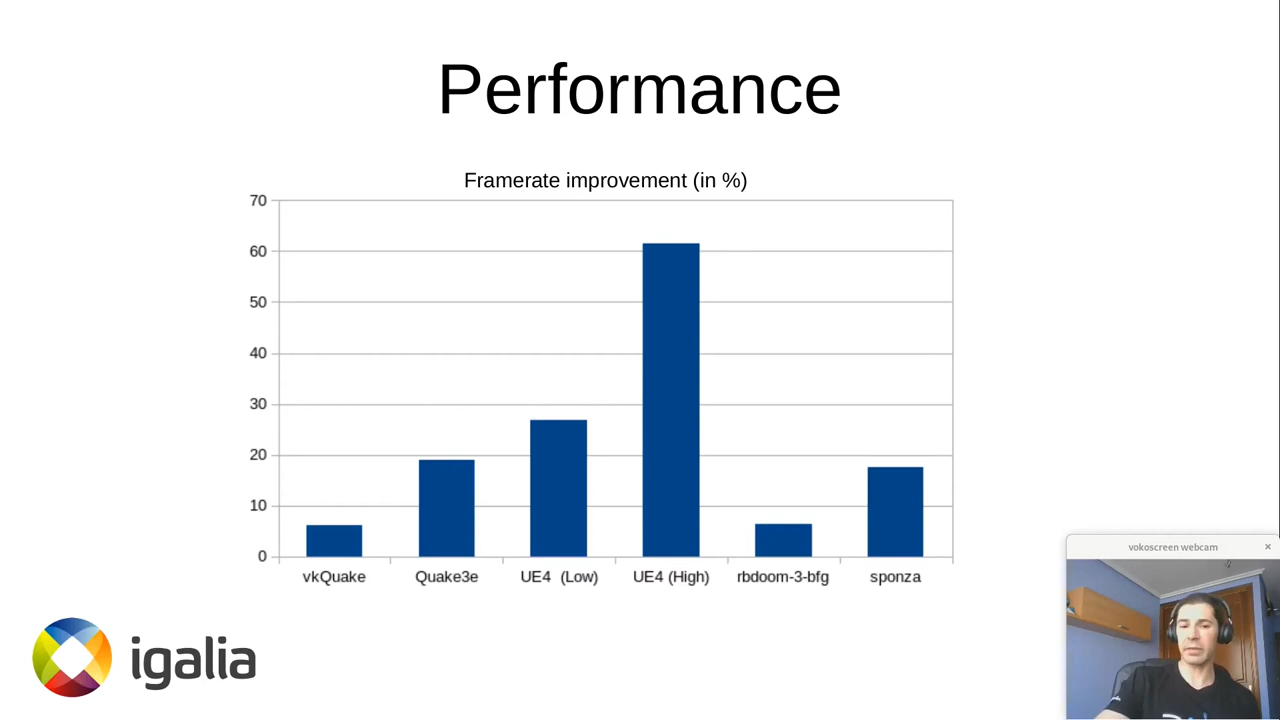 Performance
Framerate improvement (in %)
70
60
50
40
30
20
10
0
vkQuake Quake3e UE4 (Low) UE4 (High) rbdoom-3-bfg sponza
igalia
vokoscreen webcam ×